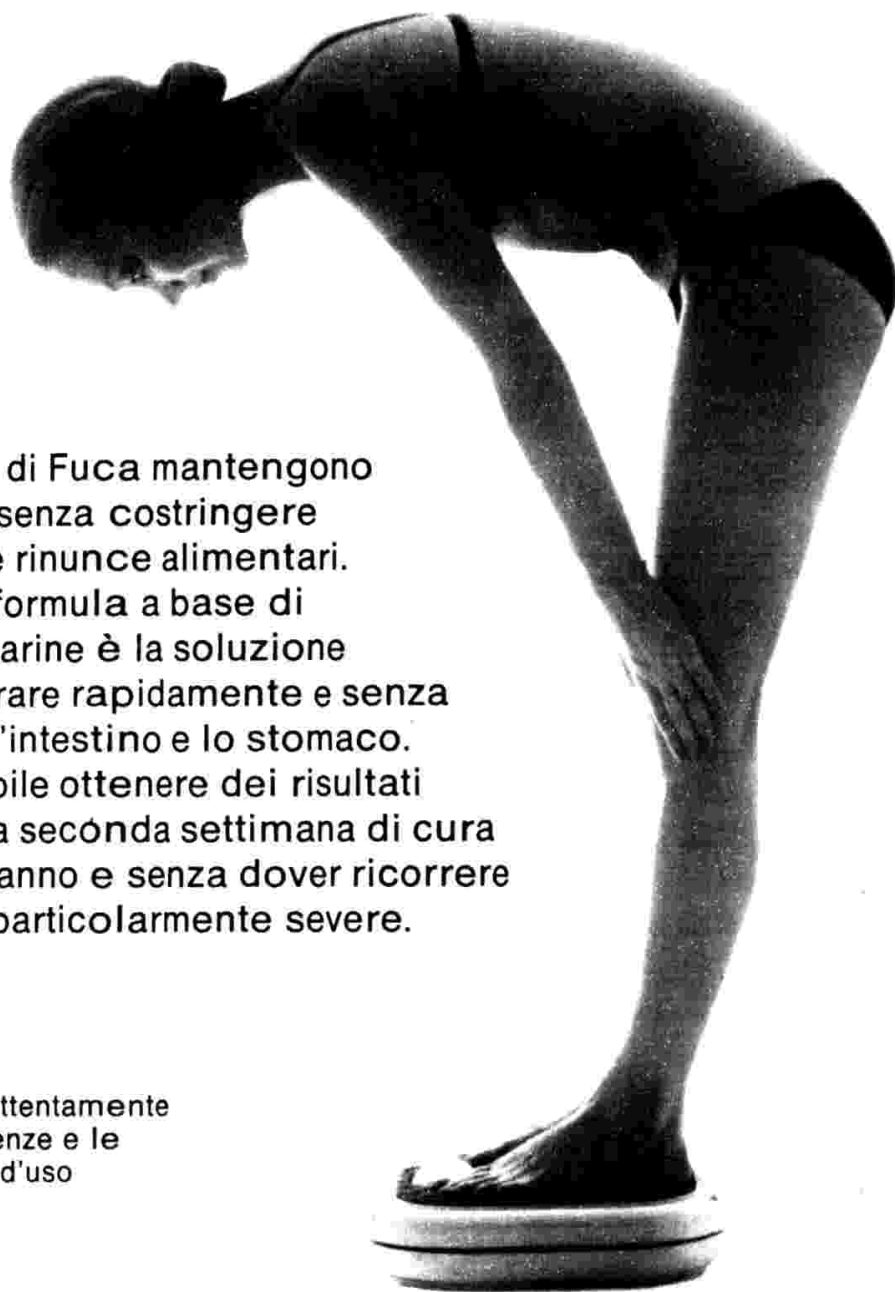 di Fuca mantengono
senza costringere
e rinunce alimentari.
formula a base di
arine è la soluzione
rare rapidamente e senza
l'intestino e lo stomaco.
bile ottenere dei risultati
a seconda settimana di cura
anno e senza dover ricorrere
particolarmente severe.
ttentamente
enze e le
d'uso